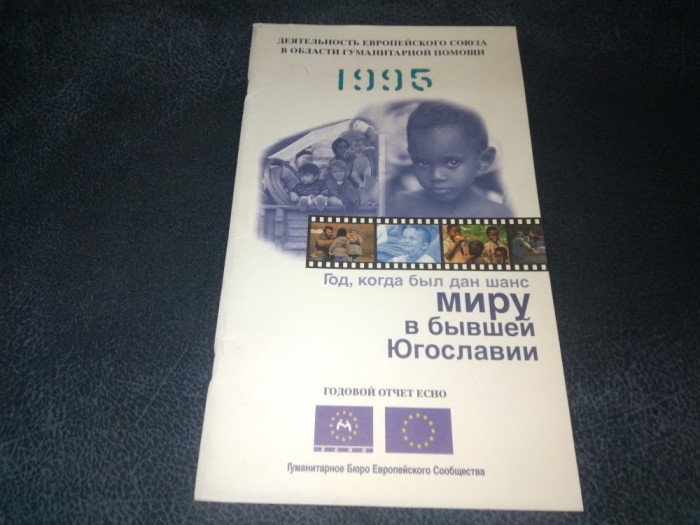 ДЕЯТЕЛЬНОСТЬ ЕВРОПЕЙСКОГО СОЮЗА
В ОБЛАСТИ ГУМАНИТАРНОЙ ПОМОЩИ
1995
Год, когда был дан шанс
миру
в бывшей
Югославии
ГОДОВОЙ ОТЧЕТ ECHO
ECHO
Гуманитарное Бюро Европейского Сообщества